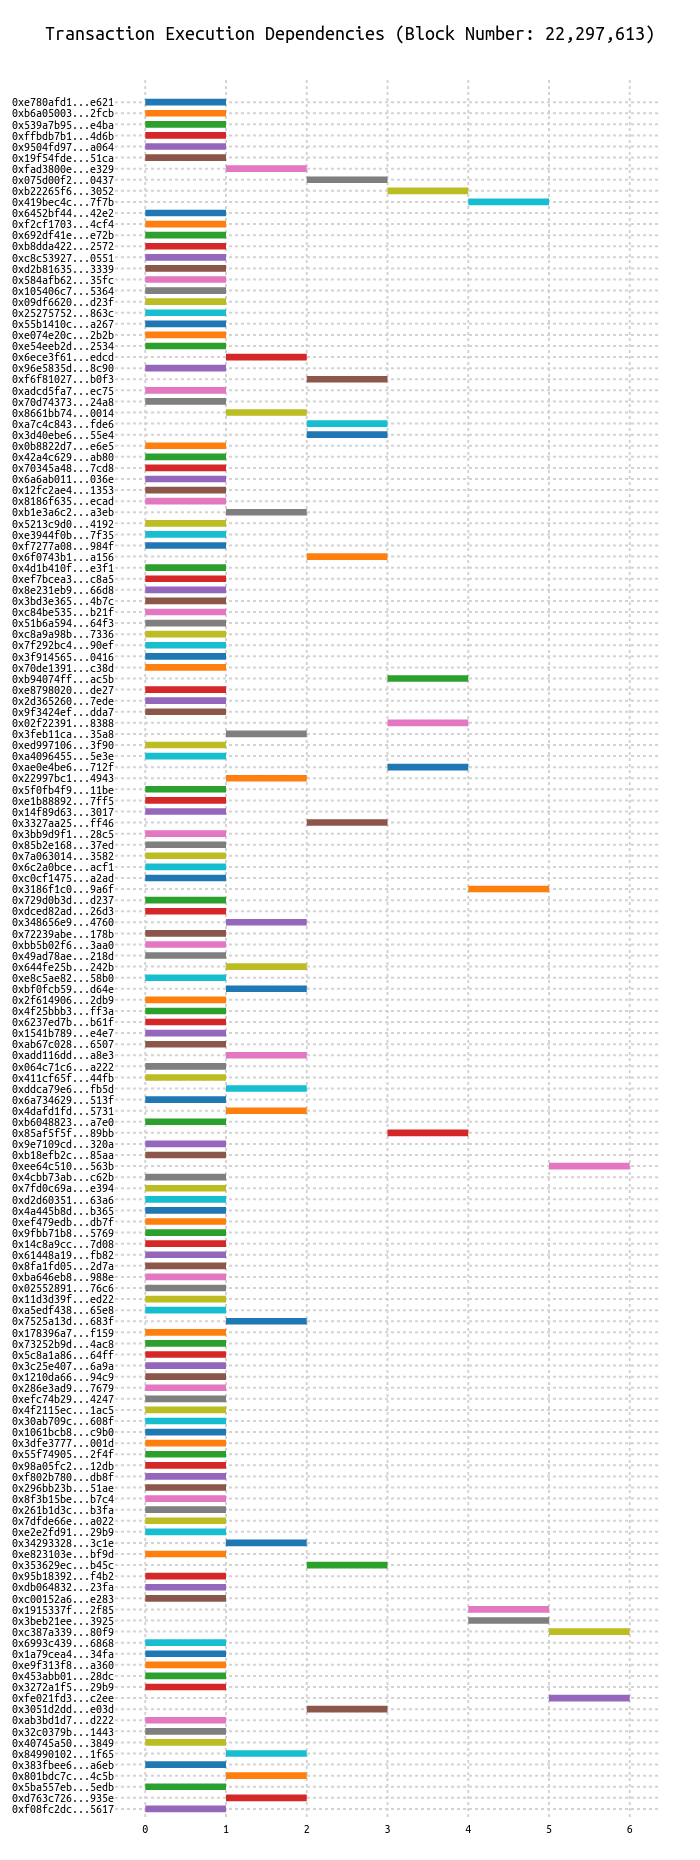 Transaction Execution Dependencies (Block Number: 22,297,613)
0xe780afd1...e621
0xb6a05003...2fcb
0x539a7b95...e4ba
0xffbdb7b1...4d6b
0x9504fd97...a064
0x19f54fde...51ca
0xfad3800e...e329
0x075d00f2...0437
0xb22265f6...3052
0x419bec4c...7f7b
0x6452bf44...42e2
0xf2cf1703...4cf4
0x692df41e...e72b
0xb8dda422...2572
0xc8c53927...0551
0xd2b81635...3339
0x584afb62...35fc
0x105406c7...5364
0x09df6620...d23f
0x25275752...863c
0x55b1410c...a267
0xe074e20c...2b2b
0xe54eeb2d...2534
0x6ece3f61...edcd
0x96e5835d...8c90
0xf6f81027...b0f3
0xadcd5fa7...ec75
0x70d74373...24a8
0x8661bb74...0014
0xa7c4c843...fde6
0x3d40ebe6...55e4
0x0b8822d7...e6e5
0x42a4c629...ab80
0x70345a48...7cd8
0x6a6ab011...036e
0x12fc2ae4...1353
0x8186f635...ecad
0xb1e3a6c2...a3eb
0x5213c9d0...4192
0xe3944f0b...7f35
0xf7277a08...984f
0x6f0743b1...a156
0x4d1b410f...e3f1
0xef7bcea3...c8a5
0x8e231eb9...66d8
0x3bd3e365...4b7c
0xc84be535...b21f
0x51b6a594...64f3
0xc8a9a98b...7336
0x7f292bc4...90ef
0x3f914565...0416
0x70de1391...c38d
0xb94074ff...ac5b
0xe8798020...de27
0x2d365260...7ede
0x9f3424ef...dda7
0x02f22391...8388
0x3feb11ca...35a8
0xed997106...3f90
0xa4096455...5e3e
0xae0e4be6...712f
0x22997bc1...4943
0x5f0fb4f9...11be
0xe1b88892...7ff5
0x14f89d63...3017
0x3327aa25...ff46
0x3bb9d9f1...28c5
0x85b2e168...37ed
0x7a063014...3582
0x6c2a0bce...acf1
0xc0cf1475...a2ad
0x3186f1c0...9a6f
0x729d0b3d...d237
0xdced82ad...26d3
0x348656e9...4760
0x72239abe...178b
0xbb5b02f6...3aa0
0x49ad78ae...218d
0x644fe25b...242b
0xe8c5ae82...58b0
0xbf0fcb59...d64e
0x2f614906...2db9
0x4f25bbb3...ff3a
0x6237ed7b...b61f
0x1541b789...e4e7
0xab67c028...6507
0xadd116dd...a8e3
0x064c71c6...a222
0x411cf65f...44fb
0xddca79e6...fb5d
0x6a734629...513f
0x4dafd1fd...5731
0xb6048823...a7e0
0x85af5f5f...89bb
0x9e7109cd...320a
0xb18efb2c...85aa
0xee64c510...563b
0x4cbb73ab...c62b
0x7fd0c69a...e394
0xd2d60351...63a6
0x4a445b8d...b365
0xef479edb...db7f
0x9fbb71b8...5769
0x14c8a9cc...7d08
0x61448a19...fb82
0x8fa1fd05...2d7a
0xba646eb8...988e
0x02552891...76c6
0x11d3d39f...ed22
0xa5edf438...65e8
0x7525a13d...683f
0x178396a7...f159
0x73252b9d...4ac8
0x5c8a1a86...64ff
0x3c25e407...6a9a
0x1210da66...94c9
0x286e3ad9...7679
0xefc74b29...4247
0x4f2115ec...1ac5
0x30ab709c...608f
0x1061bcb8...c9b0
0x3dfe3777...001d
0x55f74905...2f4f
0x98a05fc2...12db
0xf802b780...db8f
0x296bb23b...51ae
0x8f3b15be...b7c4
0x261b1d3c...b3fa
0x7dfde66e...a022
0xe2e2fd91...29b9
0x34293328...3c1e
0xe823103e...bf9d
0x353629ec...b45c
0x95b18392...f4b2
0xdb064832...23fa
0xc00152a6...e283
0x1915337f...2f85
0x3beb21ee...3925
0xc387a339...80f9
0x6993c439...6868
0x1a79cea4...34fa
0xe9f313f8...a360
0x453abb01...28dc
0x3272a1f5...29b9
0xfe021fd3...c2ee
0x3051d2dd...e03d
0xab3bd1d7...d222
0x32c0379b...1443
0x40745a50...3849
0x84990102...1f65
0x383fbee6...a6eb
0x801bdc7c...4c5b
0x5ba557eb...5edb
0xd763c726...935e
0xf08fc2dc...5617
0 1 2 3 4 5 6